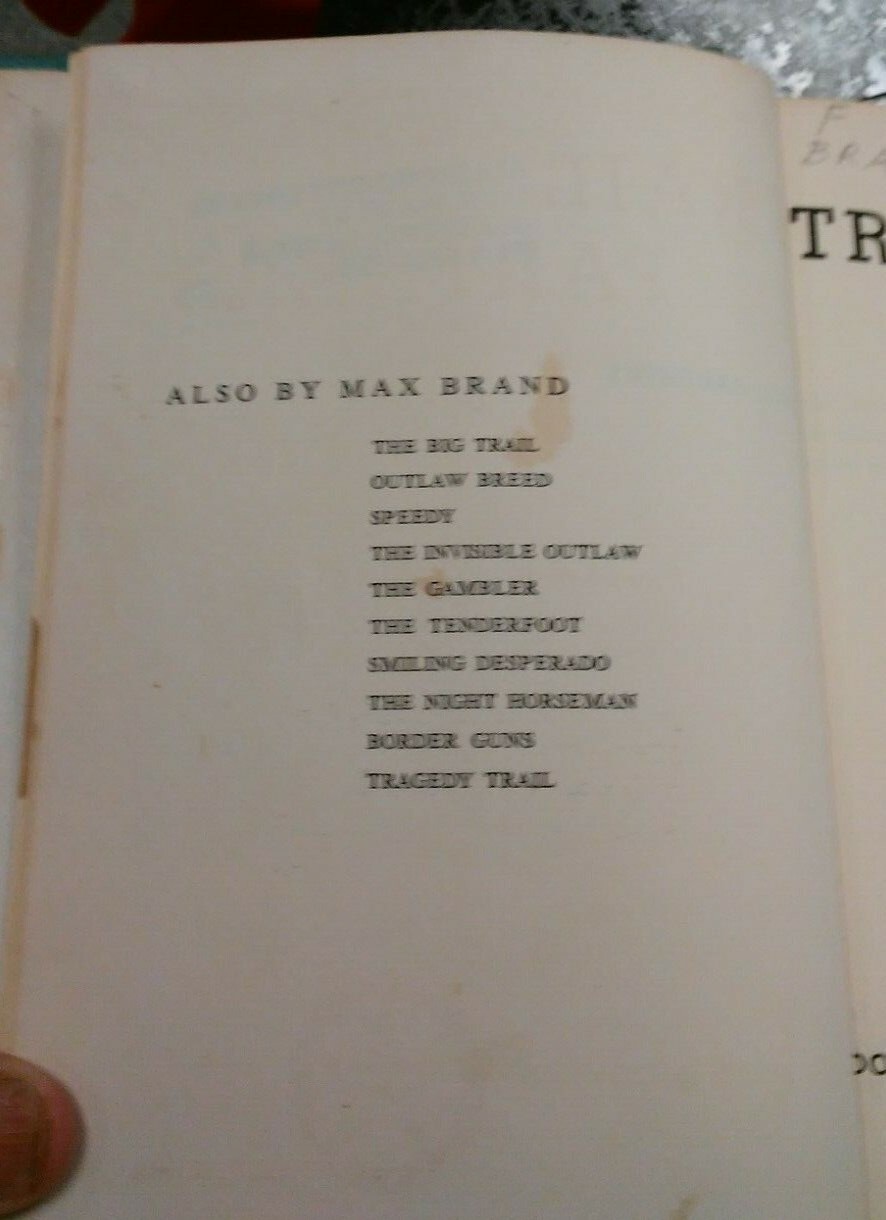 ALSO BY MAX BRAND
THE BIG TRAIL
OUTLAW BREED
SPEEDY
THE INVISIBLE OUTLAW
THE GAMBLER
THE TENDERFOOT
SMILING DESPERADO
THE NIGHT HORSEMAN
BORDER GUNS
TRAGEDY TRAIL
F
BRA
TR